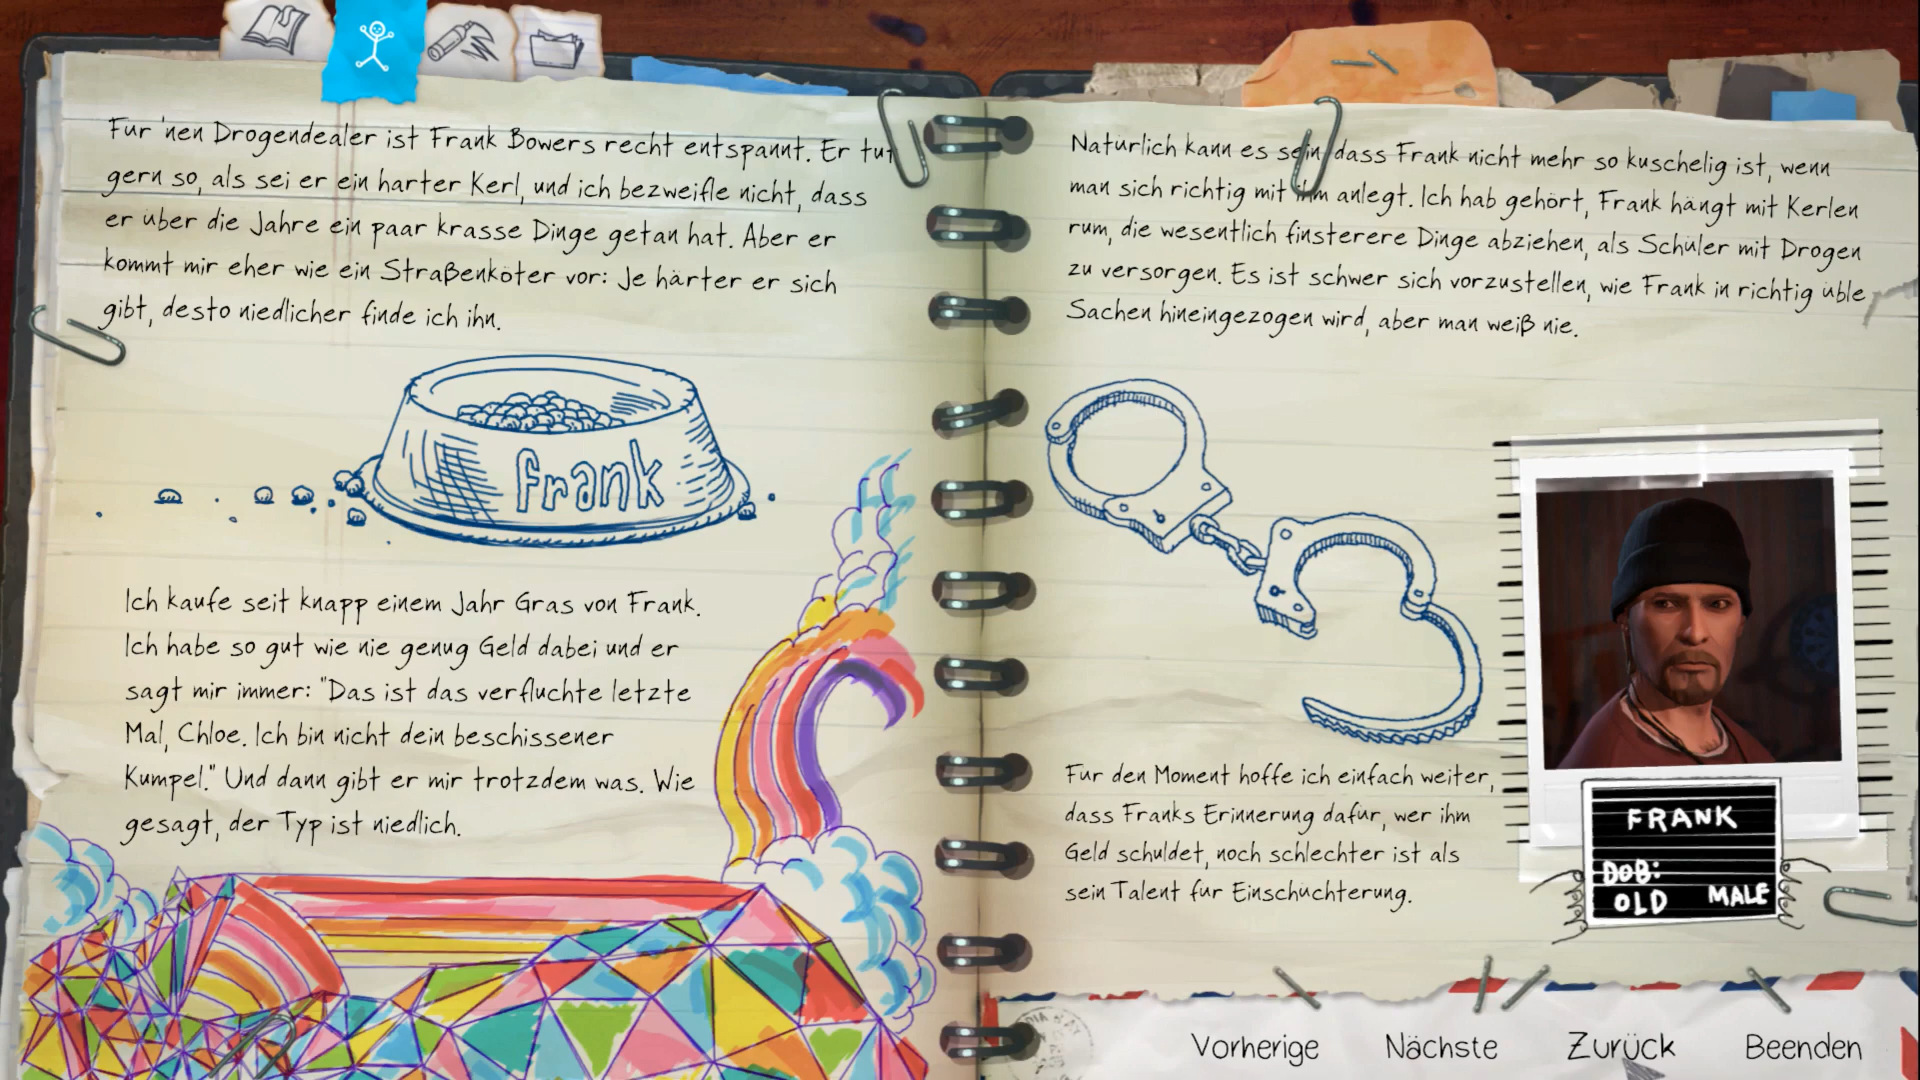 Für 'nen Drogendealer ist Frank Bowers recht entspannt. Er tut
gern so, als sei er ein harter Kerl, und ich bezweifle nicht, dass
er über die Jahre ein paar krasse Dinge getan hat. Aber er
kommt mir eher wie ein Straßenköter vor: Je härter er sich
gibt, desto niedlicher finde ich ihn.
frank
Ich kaufe seit knapp einem Jahr Gras von Frank.
Ich habe so gut wie nie genug Geld dabei und er
sagt mir immer: "Das ist das verfluchte letzte
Mal, Chloe. Ich bin nicht dein beschissener
Kumpel." Und dann gibt er mir trotzdem was. Wie
gesagt, der Typ ist niedlich.
Natürlich kann es sein, dass Frank nicht mehr so kuschelig ist, wenn
man sich richtig mit ihm anlegt. Ich hab gehört, Frank hängt mit Kerlen
rum, die wesentlich finsterere Dinge abziehen, als Schüler mit Drogen
zu versorgen. Es ist schwer sich vorzustellen, wie Frank in richtig üble
Sachen hineingezogen wird, aber man weiß nie.
Für den Moment hoffe ich einfach weiter,
dass Franks Erinnerung dafür, wer ihm
Geld schuldet, noch schlechter ist als
sein Talent für Einschüchterung.
FRANK
DOB:
OLD MALE
Vorherige Nächste Zurück Beenden